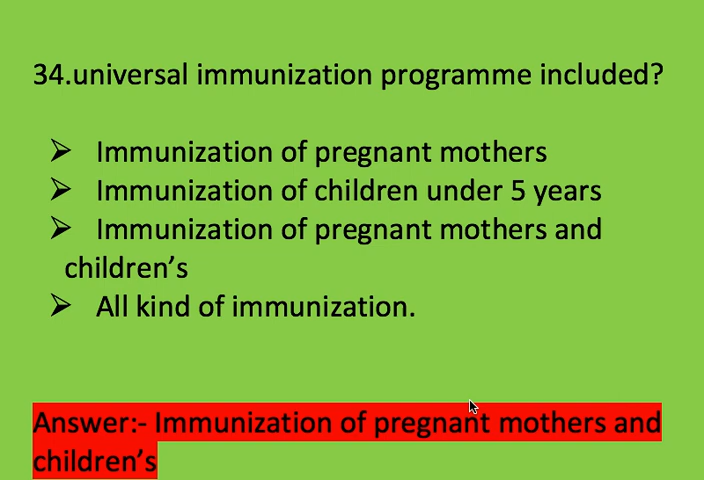 34.universal immunization programme included?
➢ Immunization of pregnant mothers
➢ Immunization of children under 5 years
➢ Immunization of pregnant mothers and
children’s
➢ All kind of immunization.
Answer:- Immunization of pregnant mothers and
children’s